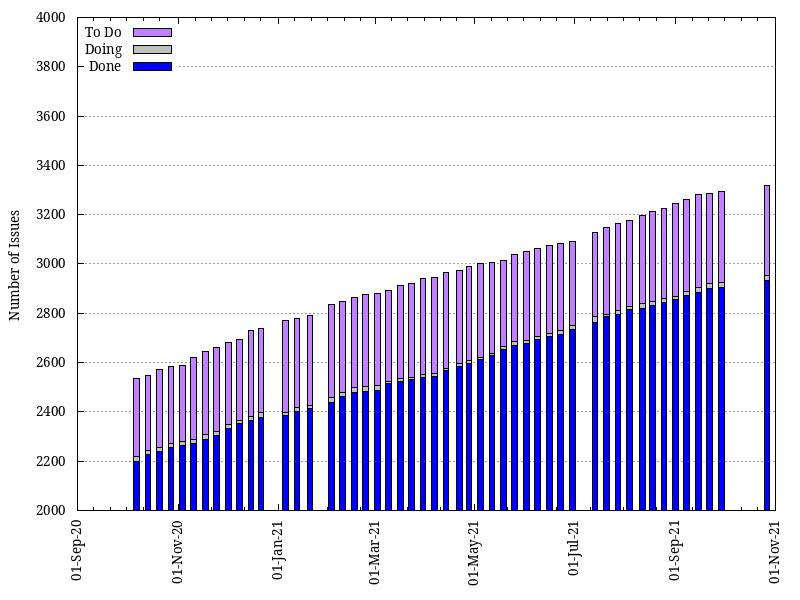 4000
3800
3600
3400
3200
3000
2800
2600
2400
2200
2000
Number of Issues
To Do
Doing
Done
01-Sep-20
01-Nov-20
01-Jan-21
01-Mar-21
01-May-21
01-Jul-21
01-Sep-21
01-Nov-21